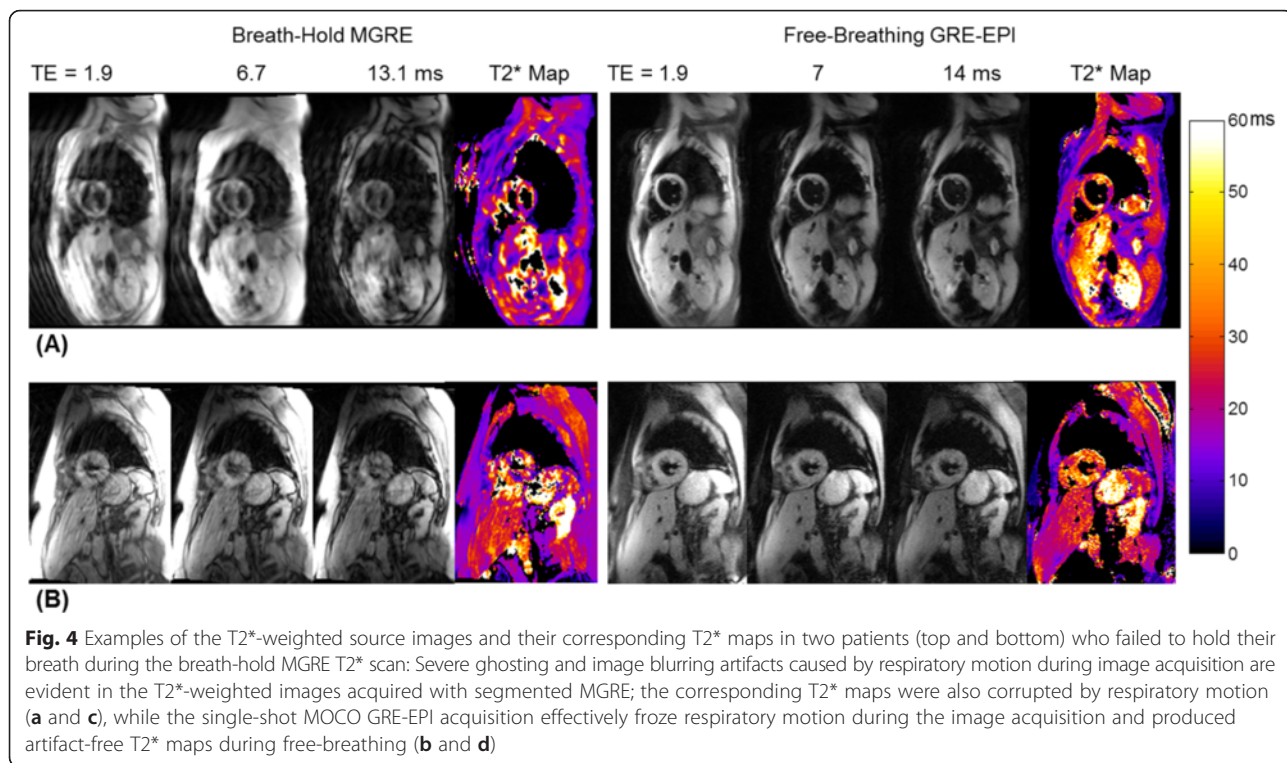 Breath-Hold MGRE
Free-Breathing GRE-EPI
TE = 1.9 6.7 13.1 ms T2* Map
TE = 1.9 7 14 ms T2* Map
60 ms
50
40
30
20
10
0
(A)
(B)
Fig. 4 Examples of the T2*-weighted source images and their corresponding T2* maps in two patients (top and bottom) who failed to hold their
breath during the breath-hold MGRE T2* scan: Severe ghosting and image blurring artifacts caused by respiratory motion during image acquisition are
evident in the T2*-weighted images acquired with segmented MGRE; the corresponding T2* maps were also corrupted by respiratory motion
(a and c), while the single-shot MOCO GRE-EPI acquisition effectively froze respiratory motion during the image acquisition and produced
artifact-free T2* maps during free-breathing (b and d)